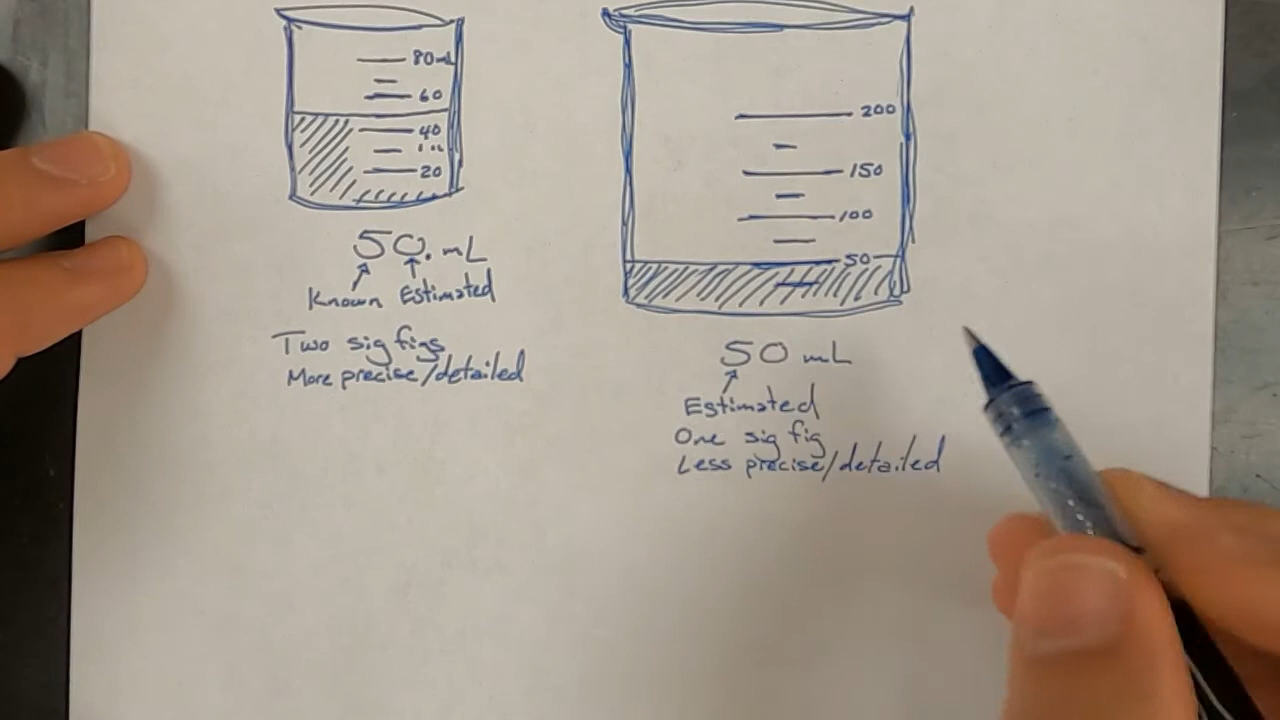 80mL
60
40
20
50. mL
Known Estimated
Two sig figs
More precise/detailed
200
150
100
50
50 mL
Estimated
One sig fig
Less precise/detailed